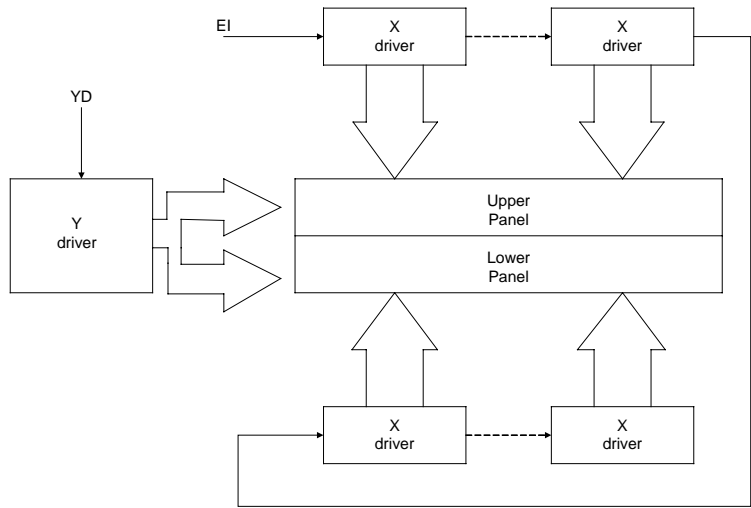 EI
X
driver
X
driver
YD
Y
driver
Upper
Panel
Lower
Panel
X
driver
X
driver